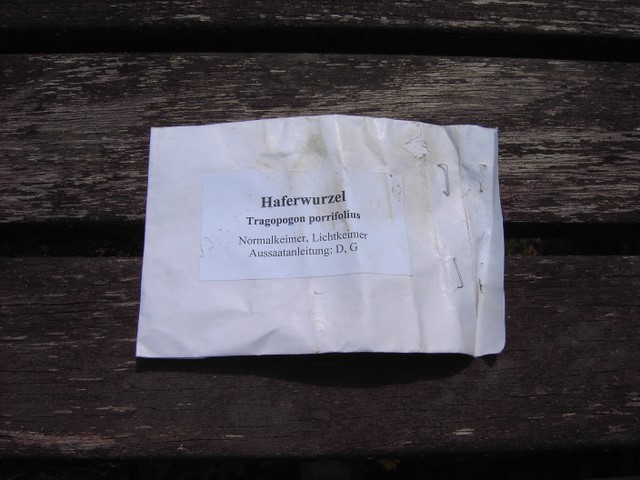 Haferwurzel
Tragopogon porrifolius
Normalkeimer, Lichtkeimer
Aussaatanleitung: D, G